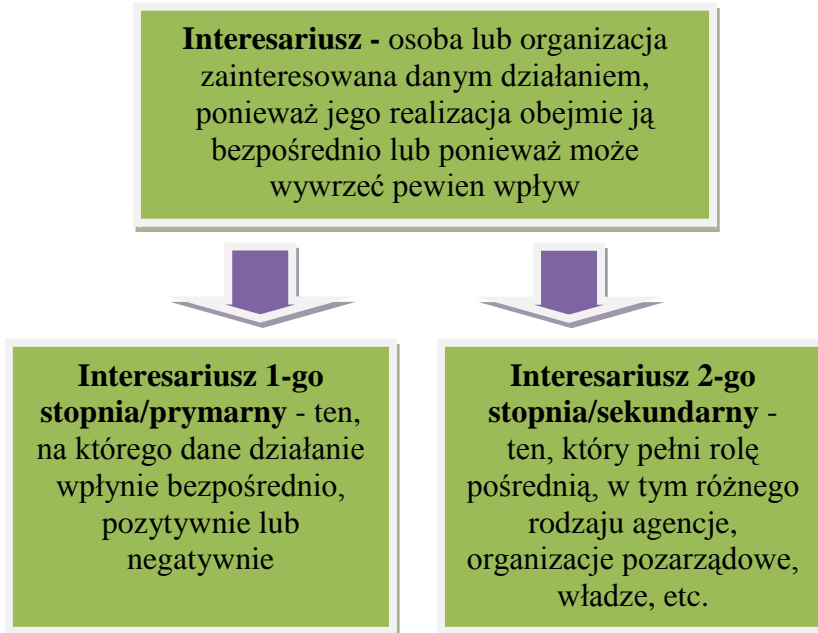 Interesariusz - osoba lub organizacja
zainteresowana danym działaniem,
ponieważ jego realizacja obejmie ją
bezpośrednio lub ponieważ może
wywrzeć pewien wpływ
Interesariusz 1-go
stopnia/prymarny - ten,
na którego dane działanie
wpłynie bezpośrednio,
pozytywnie lub
negatywnie
Interesariusz 2-go
stopnia/sekundarny -
ten, który pełni rolę
pośrednią, w tym różnego
rodzaju agencje,
organizacje pozarządowe,
władze, etc.